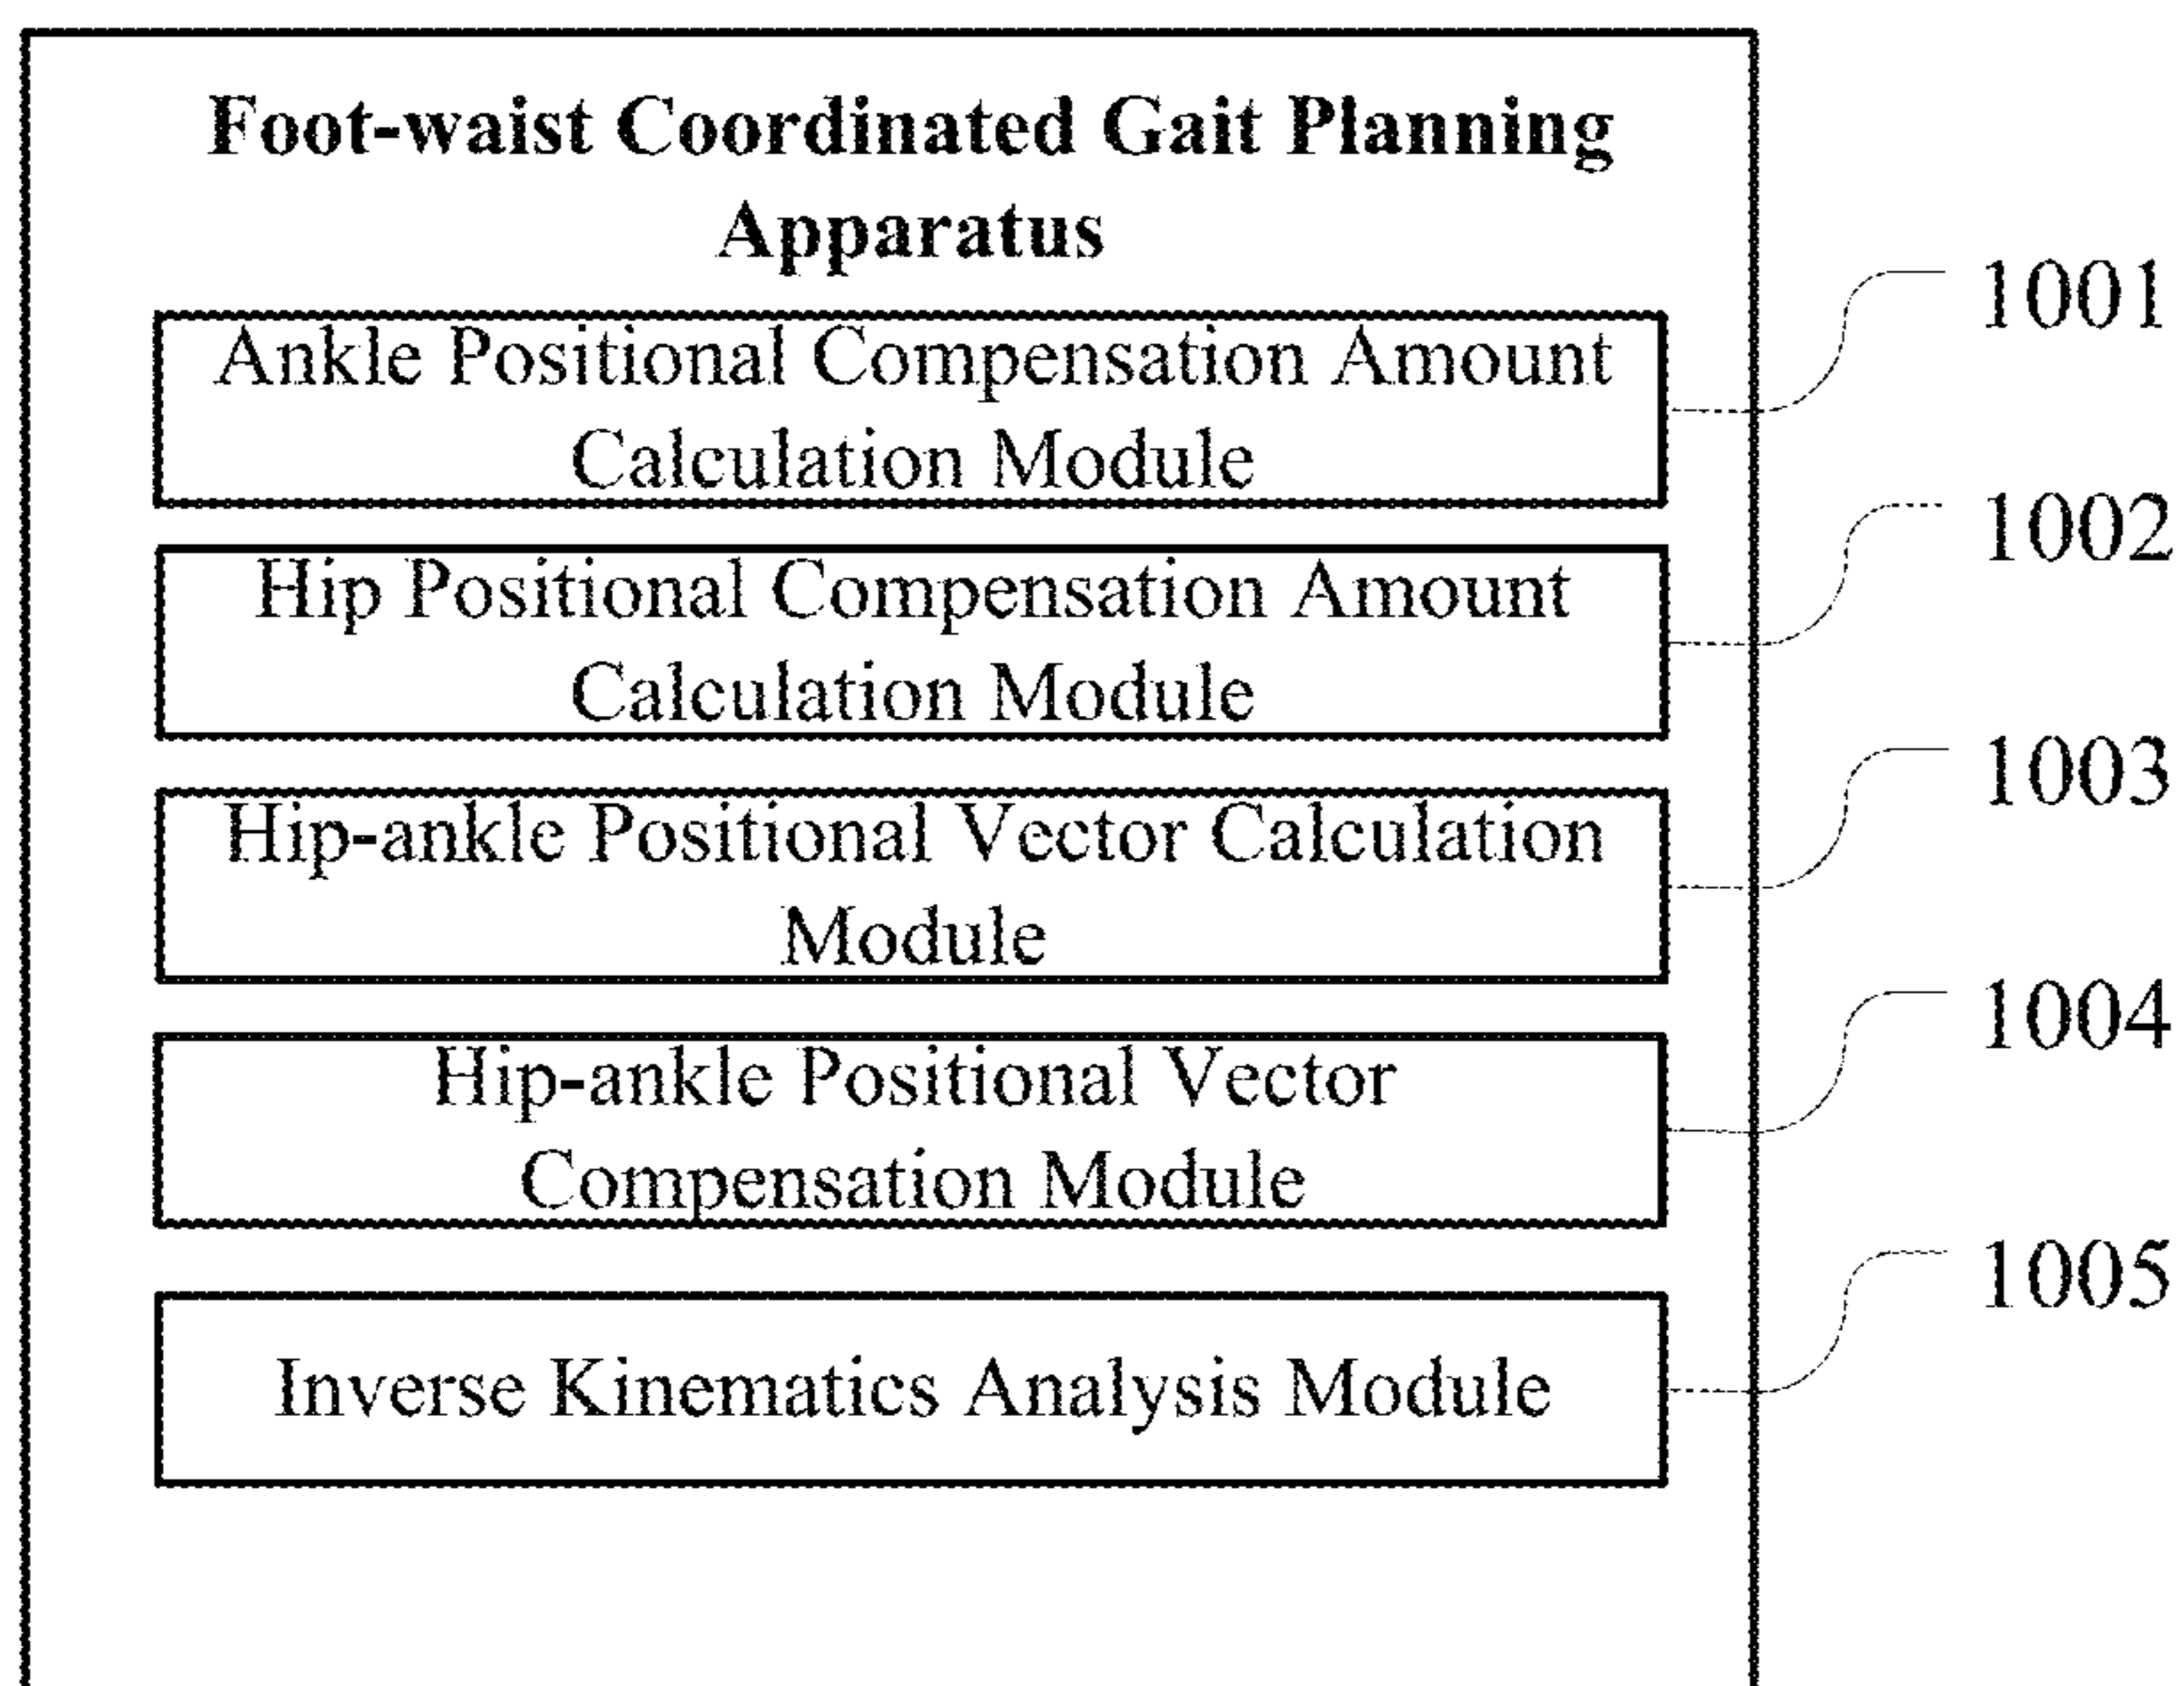 Foot-waist Coordinated Gait Planning
Apparatus
1001
Ankle Positional Compensation Amount
Calculation Module
1002
Hip Positional Compensation Amount
Calculation Module
1003
Hip-ankle Positional Vector Calculation
Module
1004
Hip-ankle Positional Vector
Compensation Module
1005
Inverse Kinematics Analysis Module